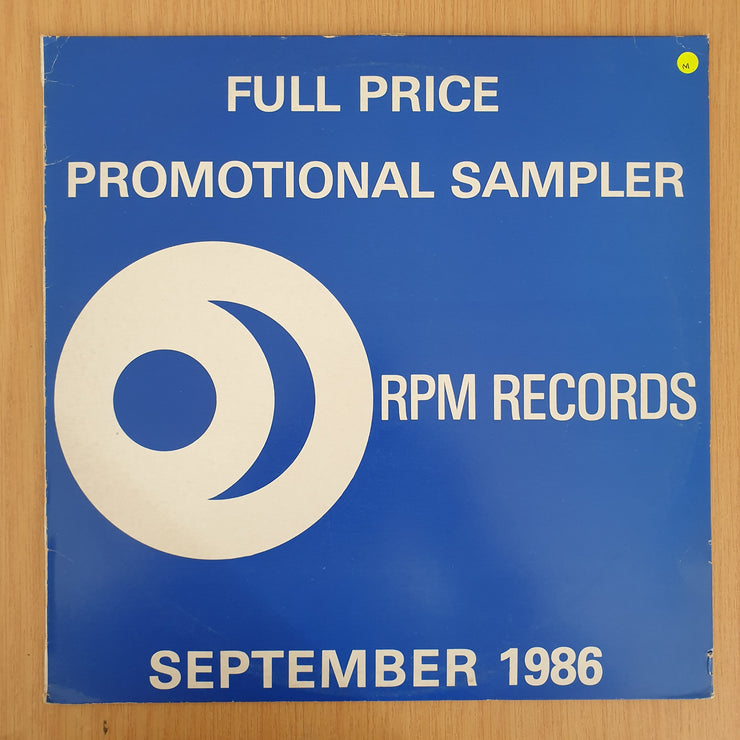 M
FULL PRICE
PROMOTIONAL SAMPLER
RPM RECORDS
SEPTEMBER 1986